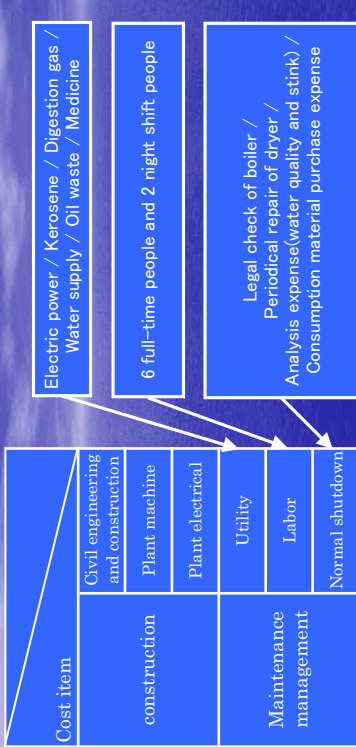 Cost item
construction
Civil engineering
and construction
Plant machine
Plant electrical
Maintenance
management
Utility
Labor
Normal shutdown
Electric power / Kerosene / Digestion gas /
Water supply / Oil waste / Medicine
6 full-time people and 2 night shift people
Legal check of boiler /
Periodical repair of dryer /
Analysis expense(water quality and stink) /
Consumption material purchase expense